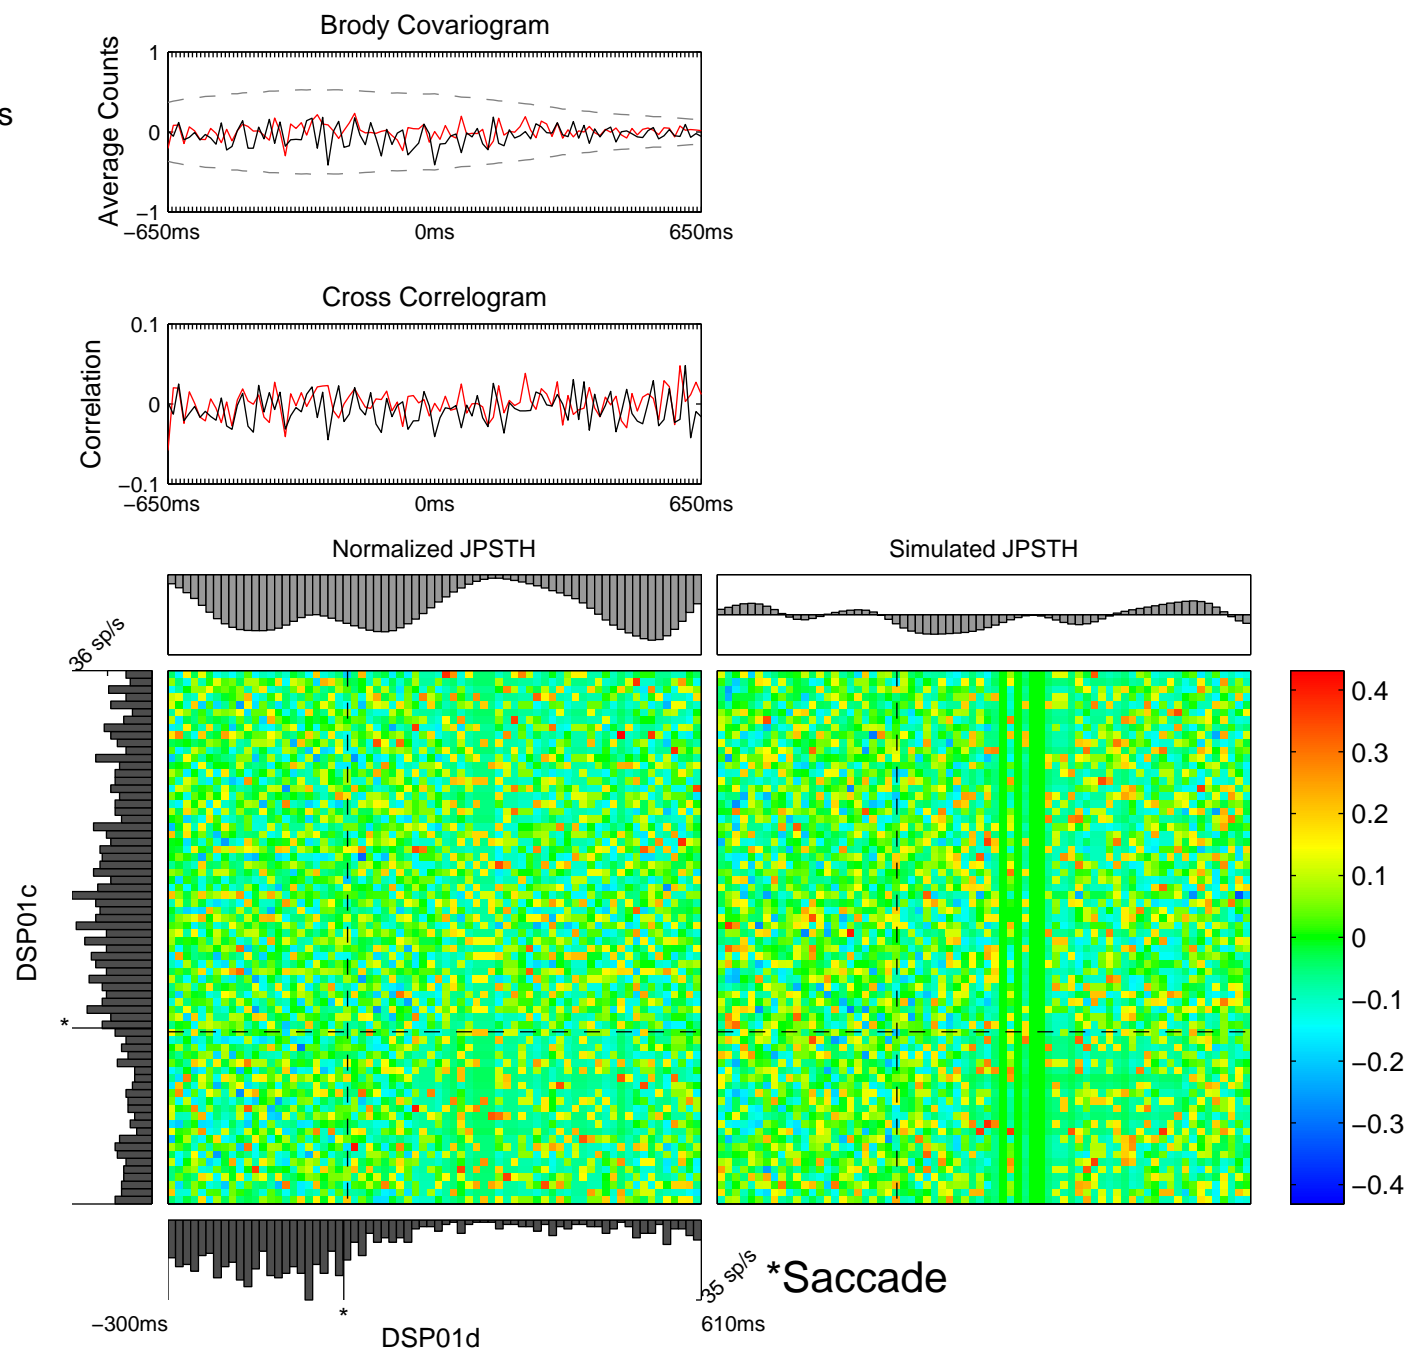 Brody Covariogram
s
Average Counts
1
0
−1
−650ms
0ms
650ms
Cross Correlogram
Correlation
0.1
0
−0.1
−650ms
0ms
650ms
Normalized JPSTH
Simulated JPSTH
36 sp/s
DSP01c
*
0.4
0.3
0.2
0.1
0
−0.1
−0.2
−0.3
−0.4
35 sp/s
*Saccade
*
−300ms
DSP01d
610ms